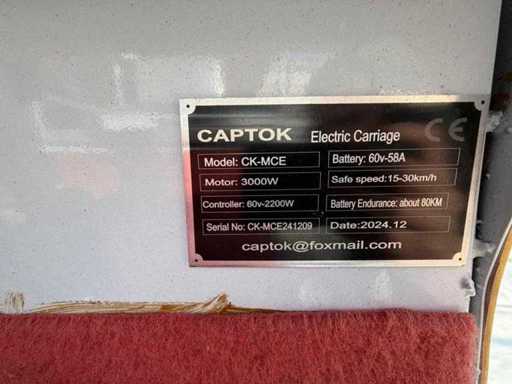 CAPTOK Electric Carriage CE
Model: CK-MCE Battery: 60v-58A
Motor: 3000W Safe speed:15-30km/h
Controller: 60v-2200W Battery Endurance: about 80KM
Serial No: CK-MCE241209 Date:2024.12
captok@foxmail.com